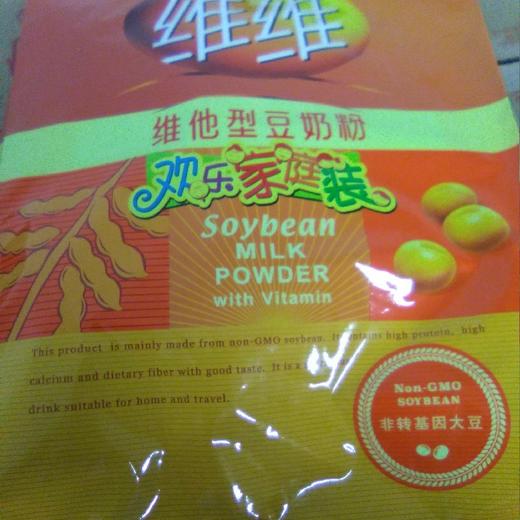 维维
维他型豆奶粉
欢乐家庭装
Soybean
MILK
POWDER
with Vitamin
This product is mainly made from non-GMO soybean. It contains high protein, high
calcium and dietary fiber with good taste. It is a
drink suitable for home and travel.
Non-GMO
SOYBEAN
非转基因大豆